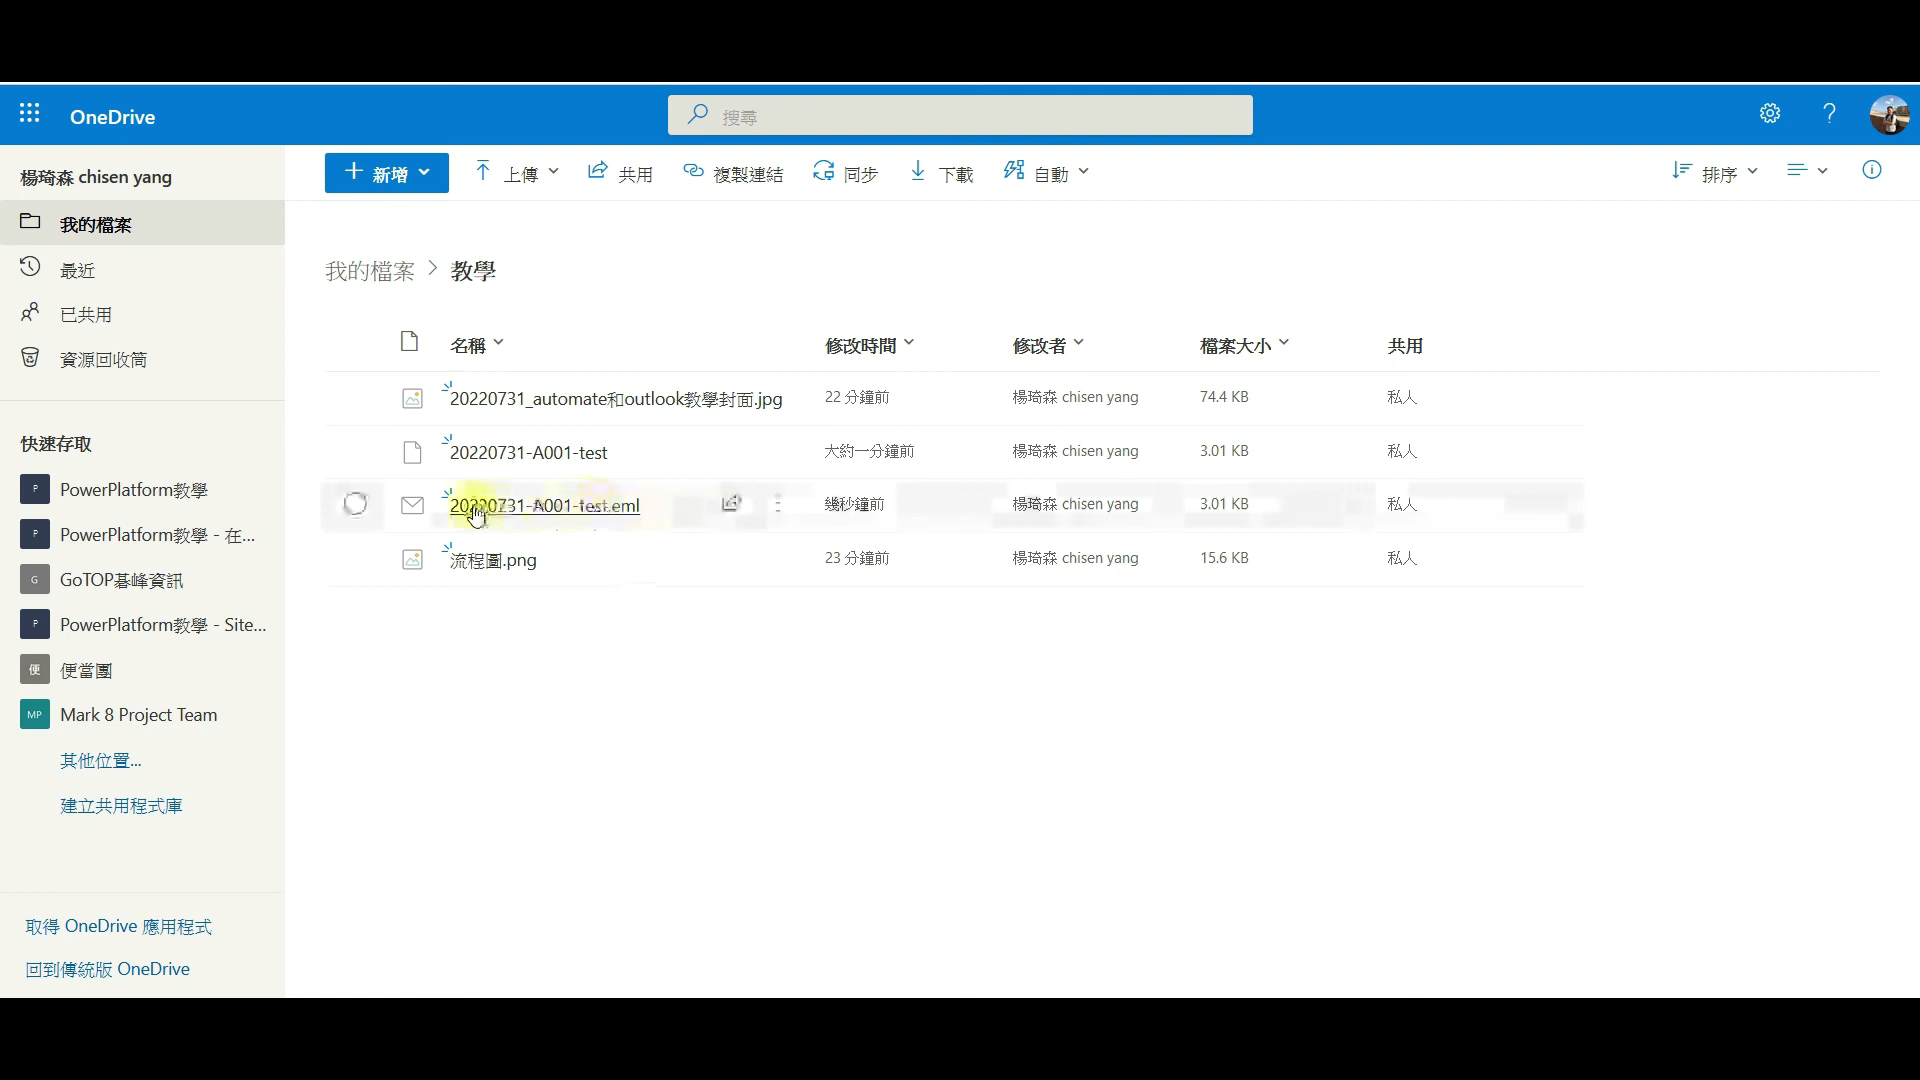 OneDrive
搜尋
?
楊琦森 chisen yang
我的檔案
最近
已共用
資源回收筒
快速存取
P PowerPlatform教學
P PowerPlatform教學 - 在...
G GoTOP碁峰資訊
P PowerPlatform教學 - Site...
便 便當團
MP Mark 8 Project Team
其他位置...
建立共用程式庫
取得 OneDrive 應用程式
回到傳統版 OneDrive
新增 上傳 共用 複製連結 同步 下載 自動 排序
我的檔案 > 教學
名稱 修改時間 修改者 檔案大小 共用
20220731_automate和outlook教學封面.jpg 22 分鐘前 楊琦森 chisen yang 74.4 KB 私人
20220731-A001-test 大約一分鐘前 楊琦森 chisen yang 3.01 KB 私人
20220731-A001-test.eml 幾秒鐘前 楊琦森 chisen yang 3.01 KB 私人
流程圖.png 23 分鐘前 楊琦森 chisen yang 15.6 KB 私人